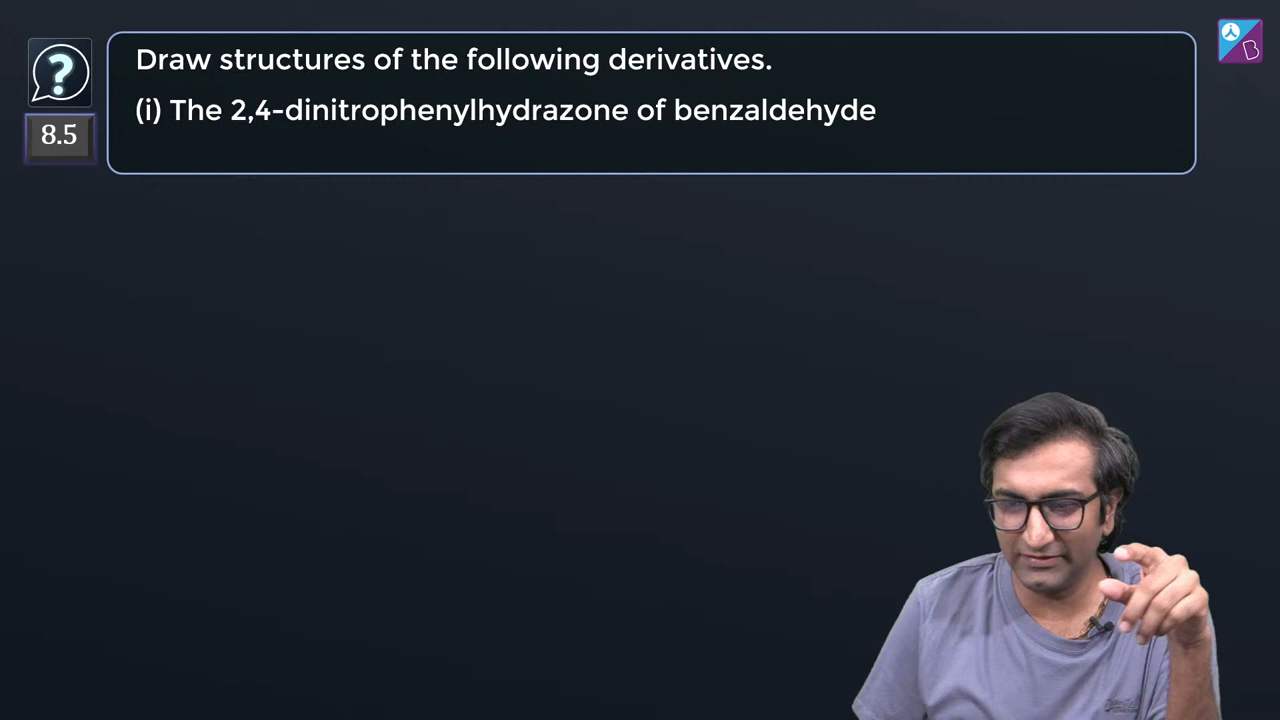 Draw structures of the following derivatives.
(i) The 2,4-dinitrophenylhydrazone of benzaldehyde
?
8.5
B